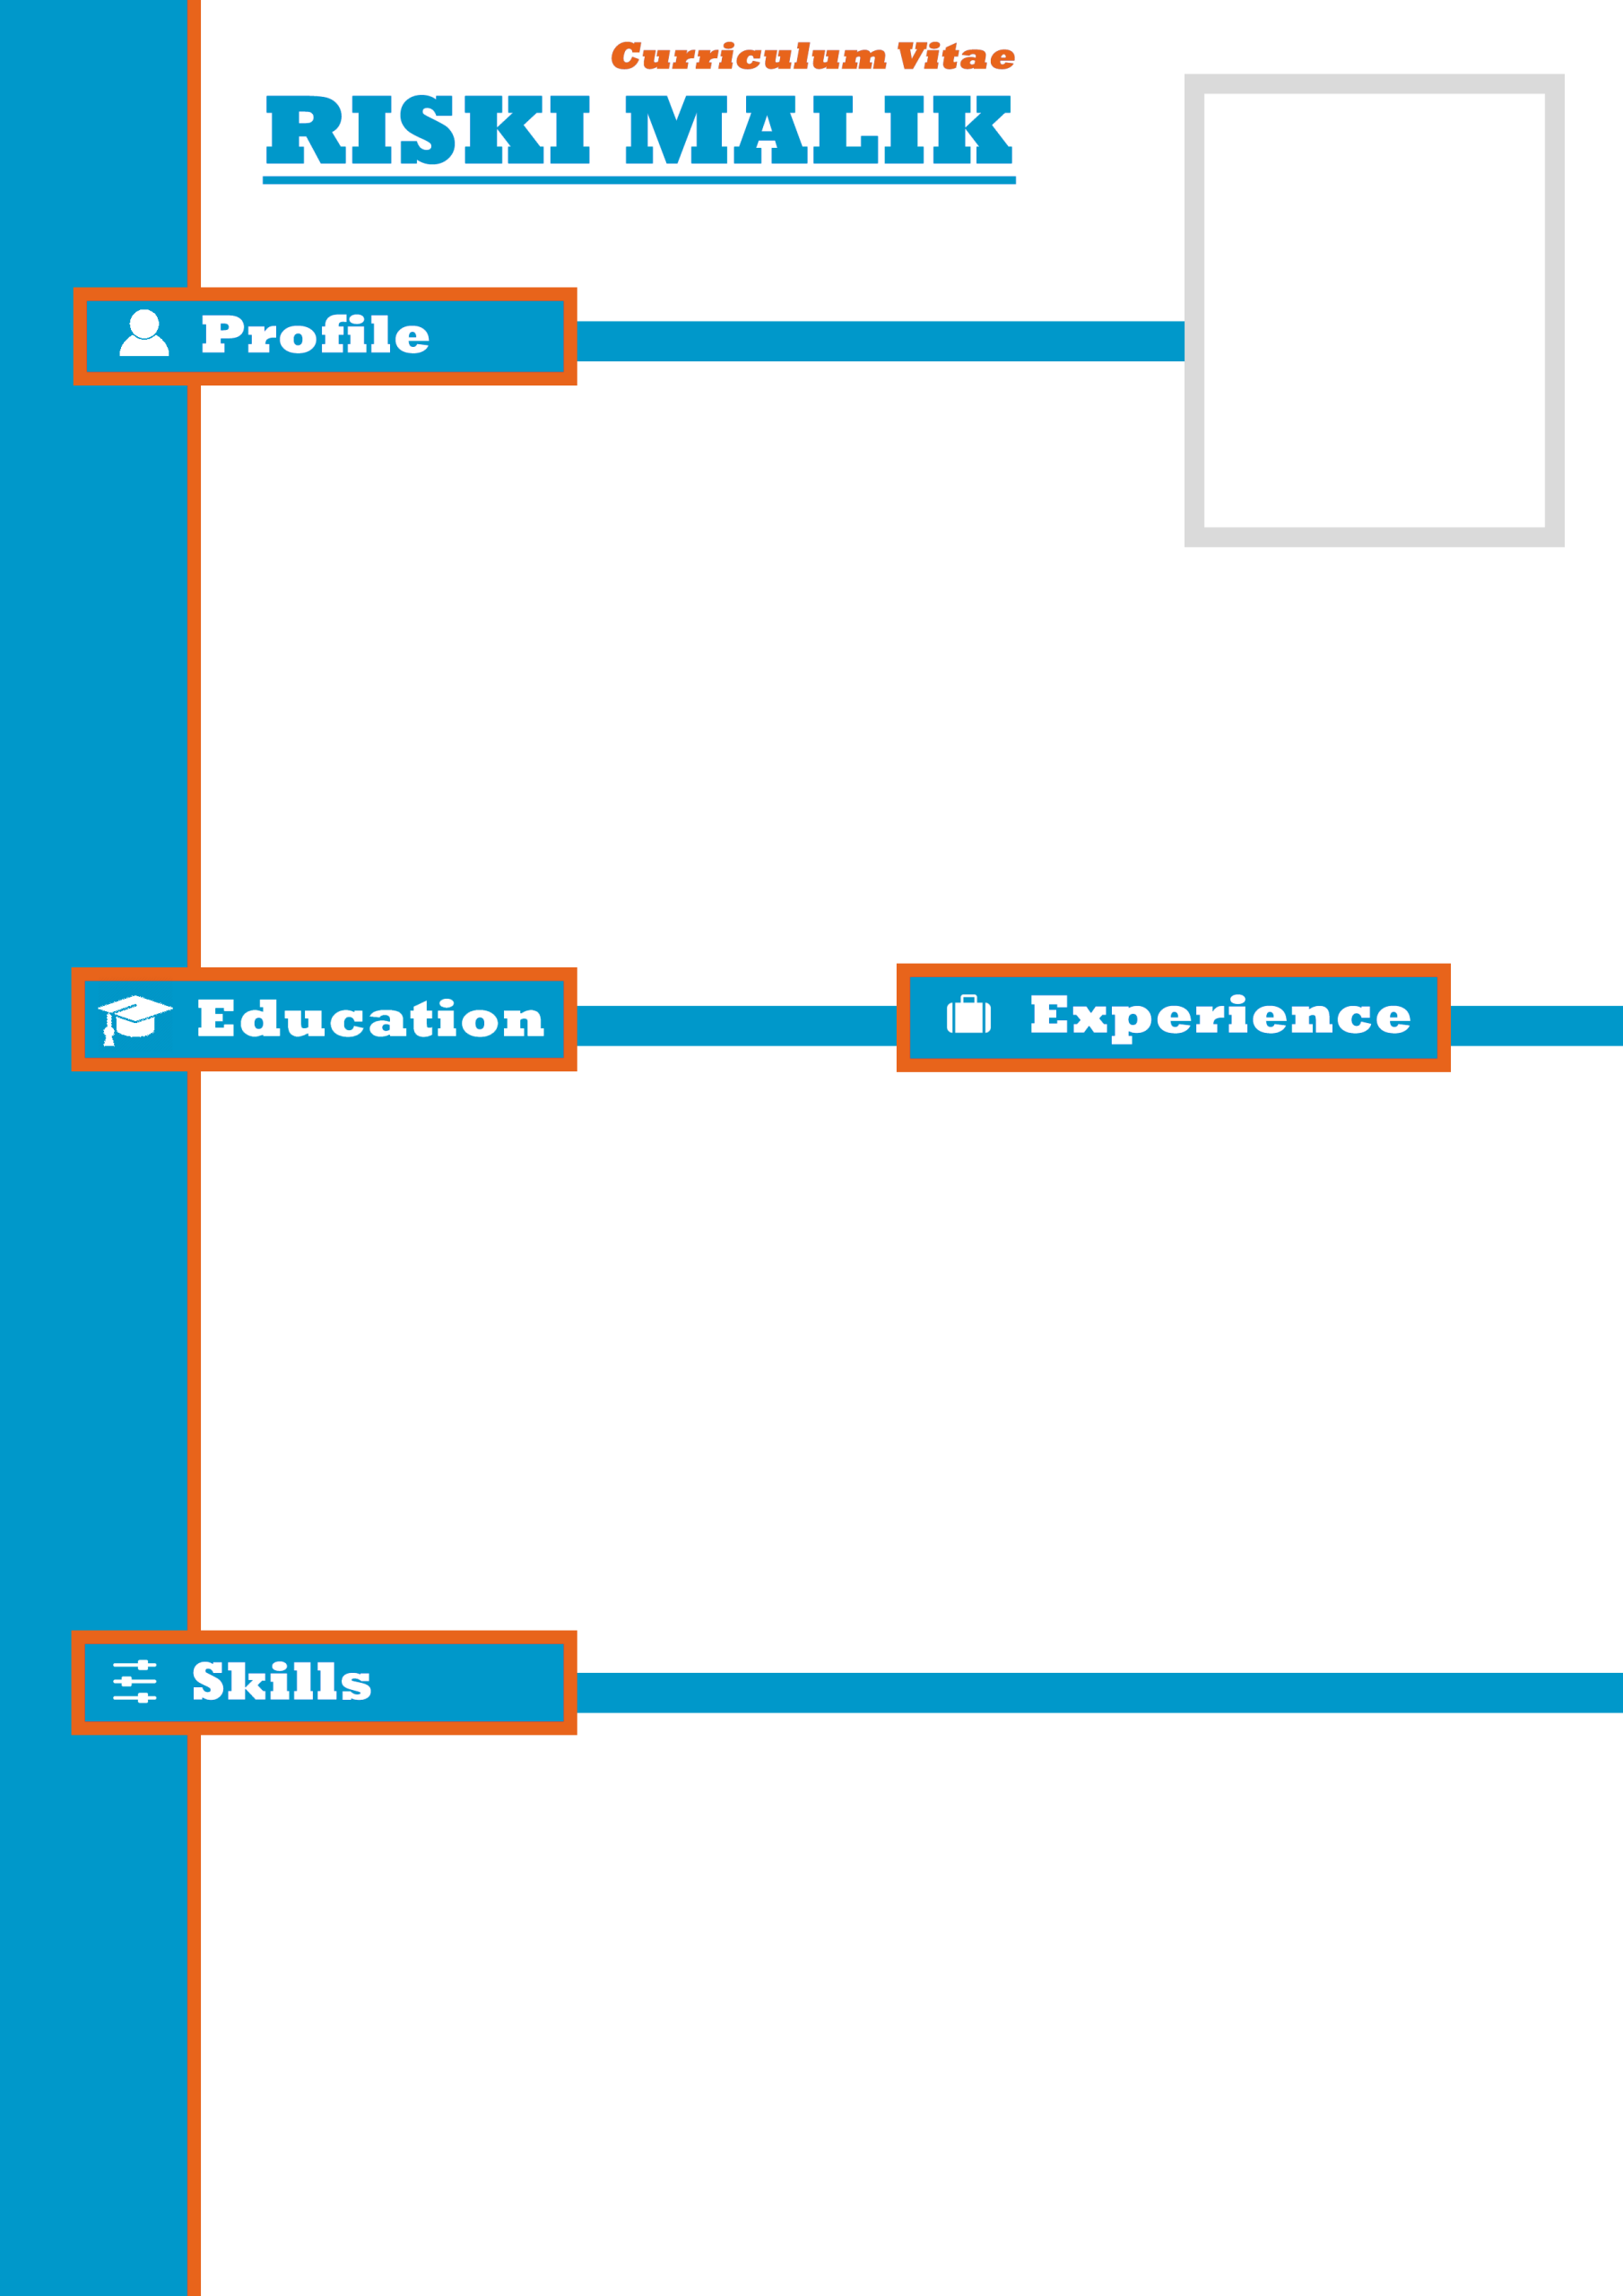 Curriculum Vitae
RISKI MALIK
Profile
Education
Experience
Skills